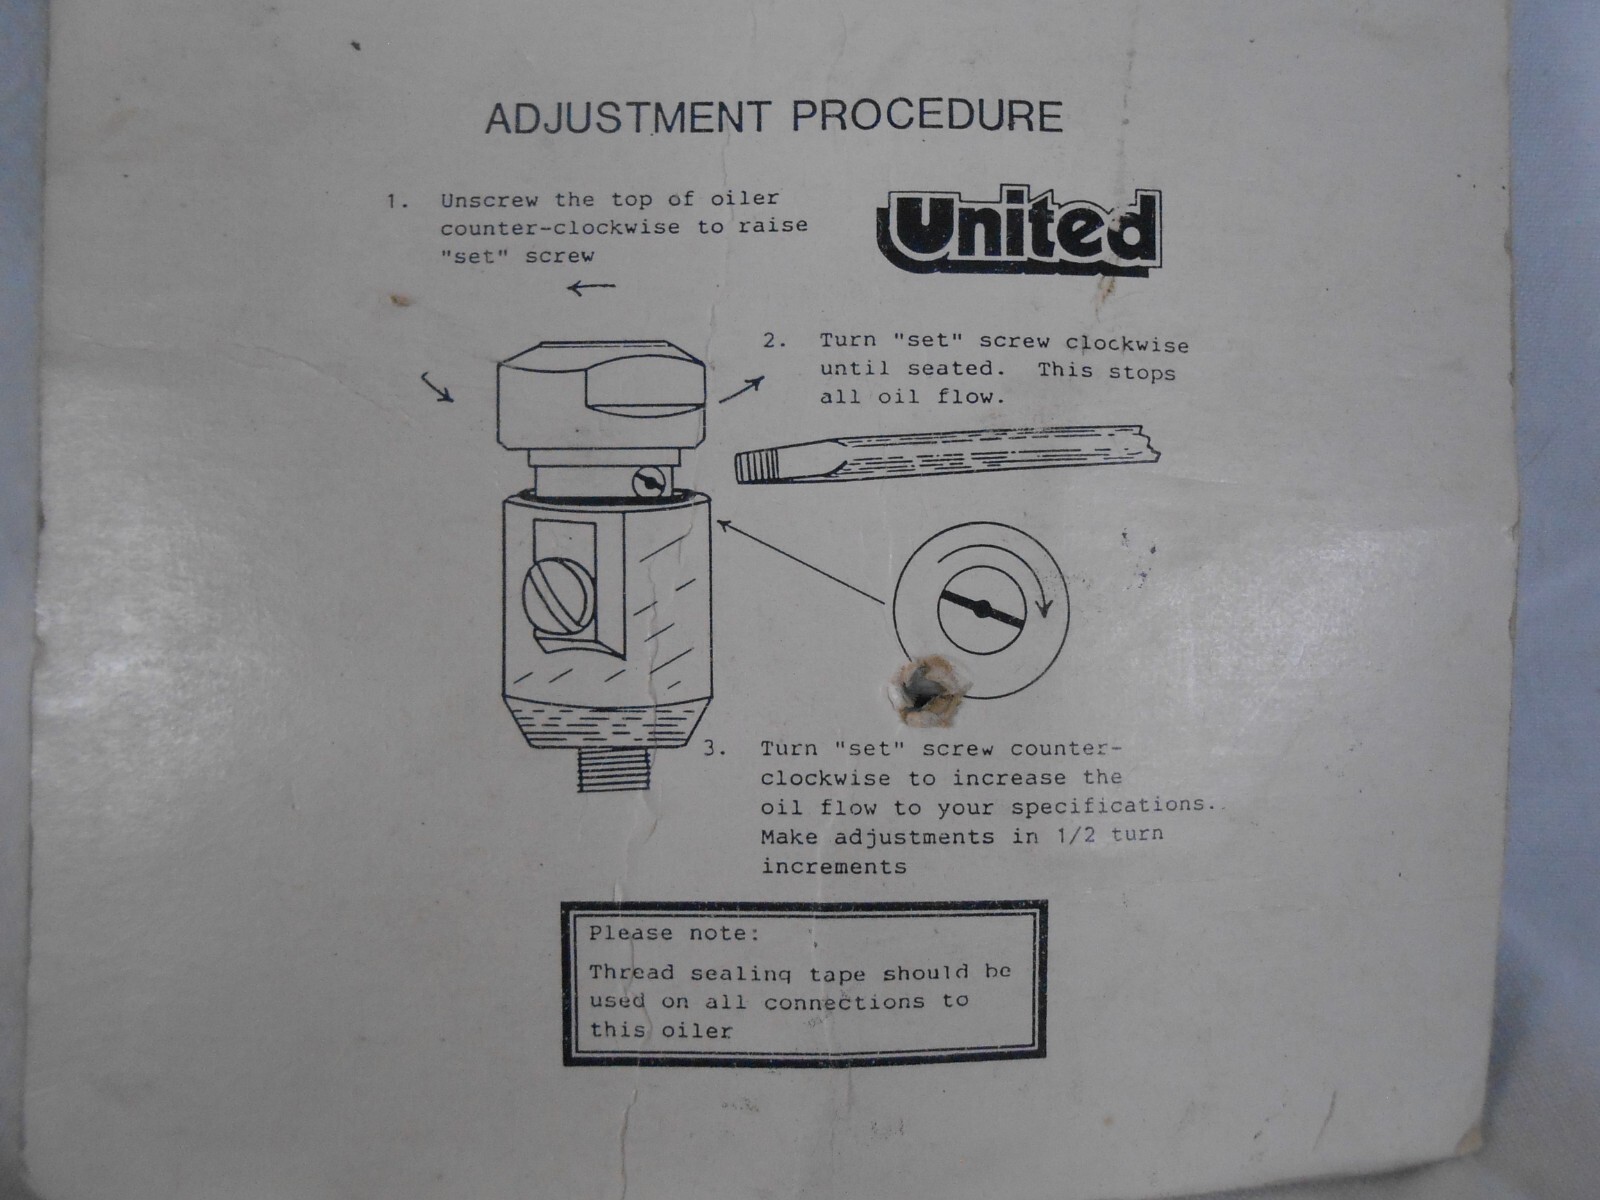 ADJUSTMENT PROCEDURE
1. Unscrew the top of oiler
counter-clockwise to raise
"set" screw
United
2. Turn "set" screw clockwise
until seated. This stops
all oil flow.
3. Turn "set" screw counter-
clockwise to increase the
oil flow to your specifications.
Make adjustments in 1/2 turn
increments
Please note:
Thread sealing tape should be
used on all connections to
this oiler